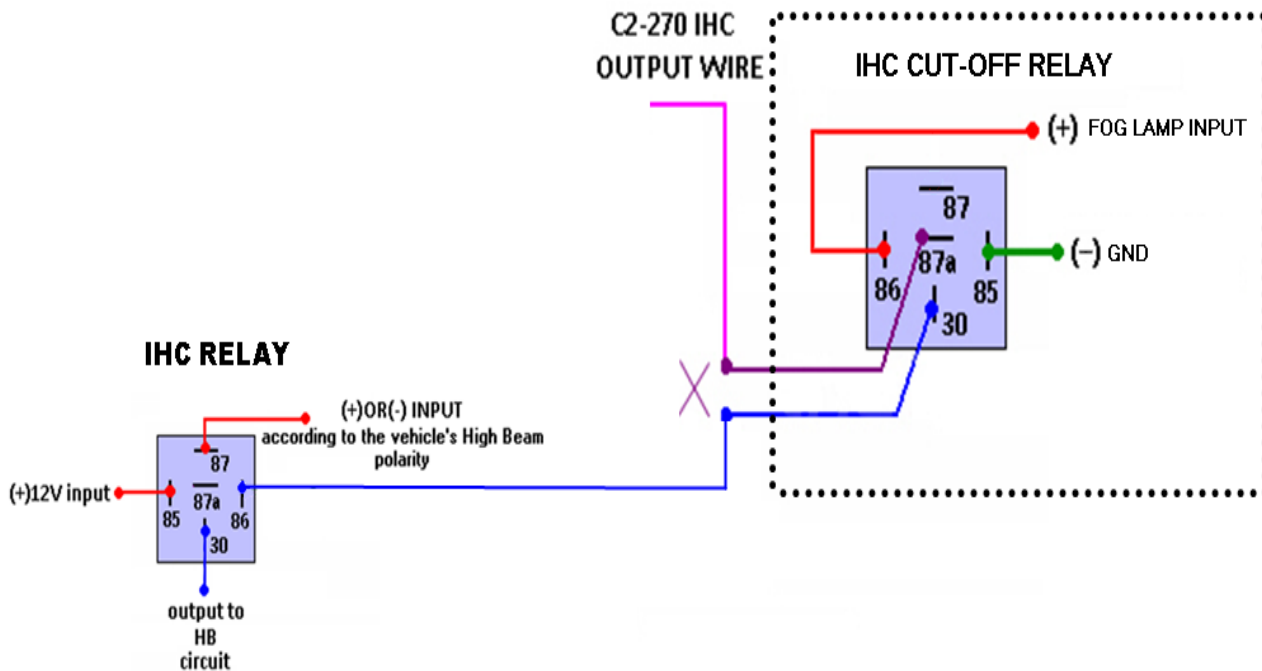 C2-270 IHC
OUTPUT WIRE
IHC CUT-OFF RELAY
(+) FOG LAMP INPUT
87
87a
86
85
30
(−) GND
IHC RELAY
(+)OR(-) INPUT
according to the vehicle's High Beam
polarity
87
(+)12V input
87a
85
86
30
output to
HB
circuit